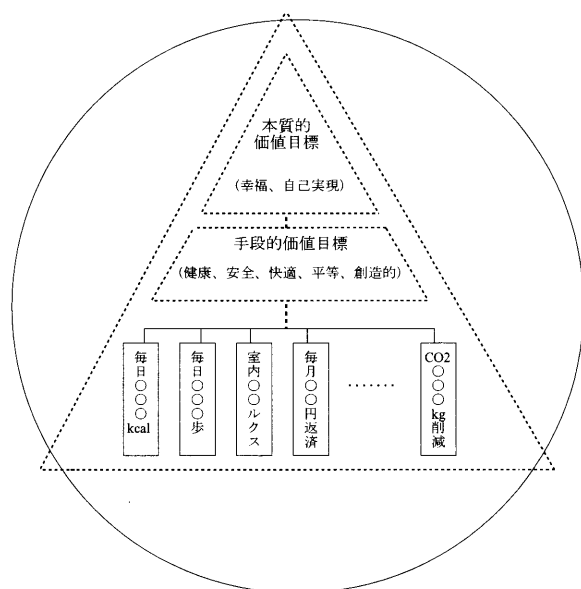 本質的
価値目標
（幸福、自己実現）
手段的価値目標
（健康、安全、快適、平等、創造的）
毎日○○○kcal
毎日○○○歩
室内○○ルクス
毎月○○円返済
‥‥‥‥
CO2○○○kg削減